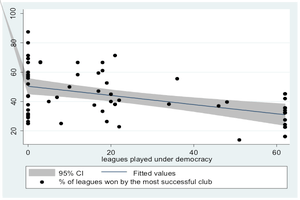 100
80
60
40
20
0
20
40
60
leagues played under democracy
95% CI
Fitted values
% of leagues won by the most successful club